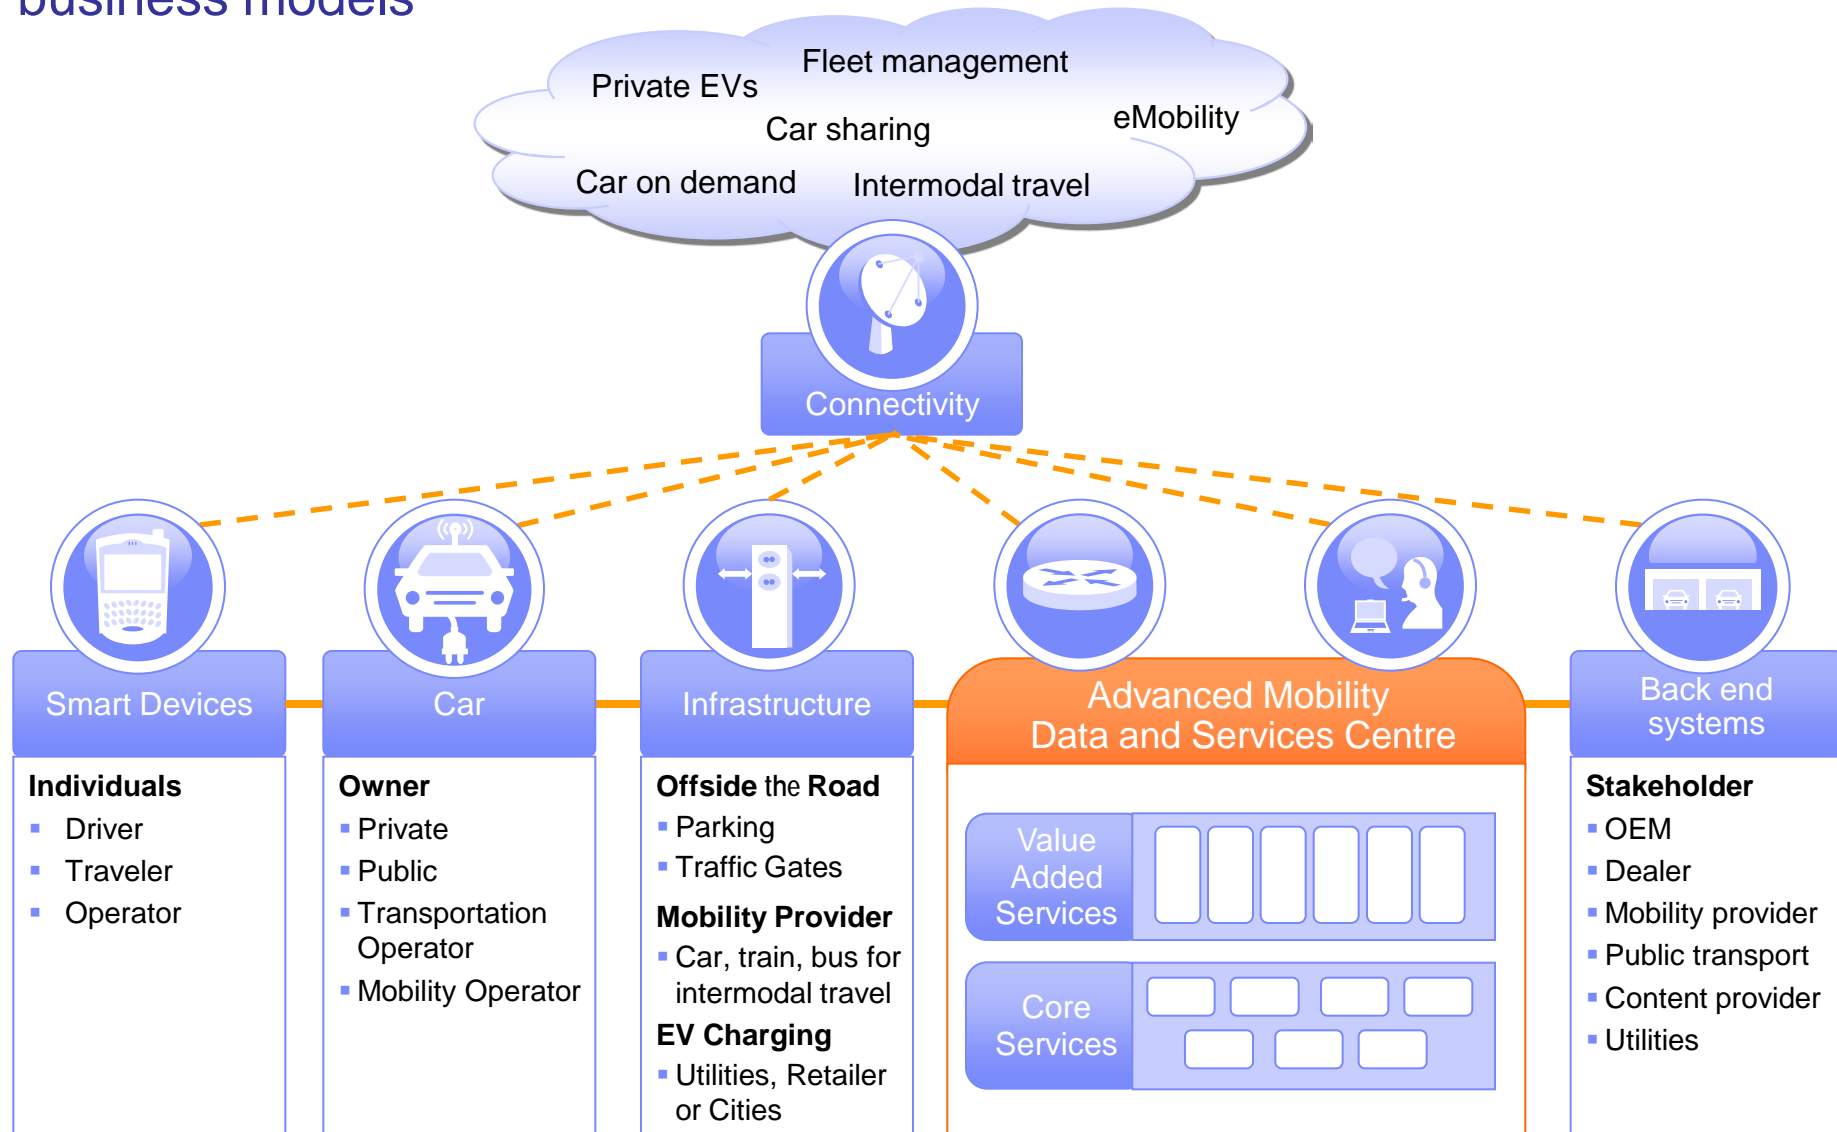 business models
Fleet management
Private EVs
eMobility
Car sharing
Car on demand
Intermodal travel
Connectivity
Smart Devices
Car
Infrastructure
Advanced Mobility
Data and Services Centre
Back end
systems
Individuals
Driver
Traveler
Operator
Owner
Private
Public
Transportation
Operator
Mobility Operator
Offside the Road
Parking
Traffic Gates
Mobility Provider
Car, train, bus for
intermodal travel
EV Charging
Utilities, Retailer
or Cities
Value
Added
Services
Core
Services
Stakeholder
OEM
Dealer
Mobility provider
Public transport
Content provider
Utilities